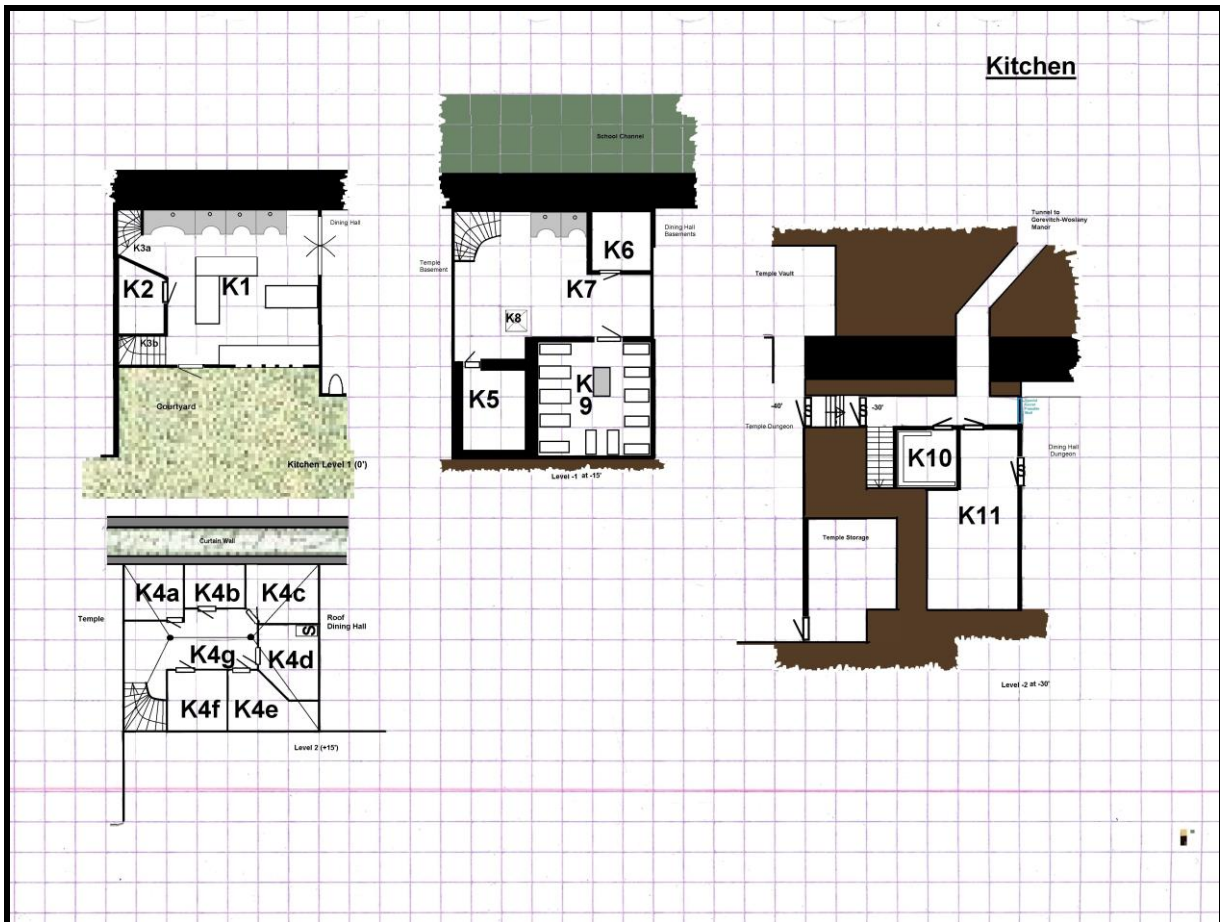 Kitchen
Dining Hall
K3a
K2
K1
K3b
Courtyard
Kitchen Level 1 (0')
School Channel
Dining Hall
Basements
Temple
Basement
K6
K7
K8
K
9
K5
Level -1 at -15'
Tunnel to
Gorevitch-Woslany
Manor
Temple Vault
-40'
S
S
-30'
Temple Dungeon
Dining Hall
Dungeon
K10
S
K11
Temple Storage
Level -2 at -30'
Curtain Wall
K4a
K4b
K4c
Temple
Roof
Dining Hall
S
K4g
K4d
K4f
K4e
Level 2 (+15')